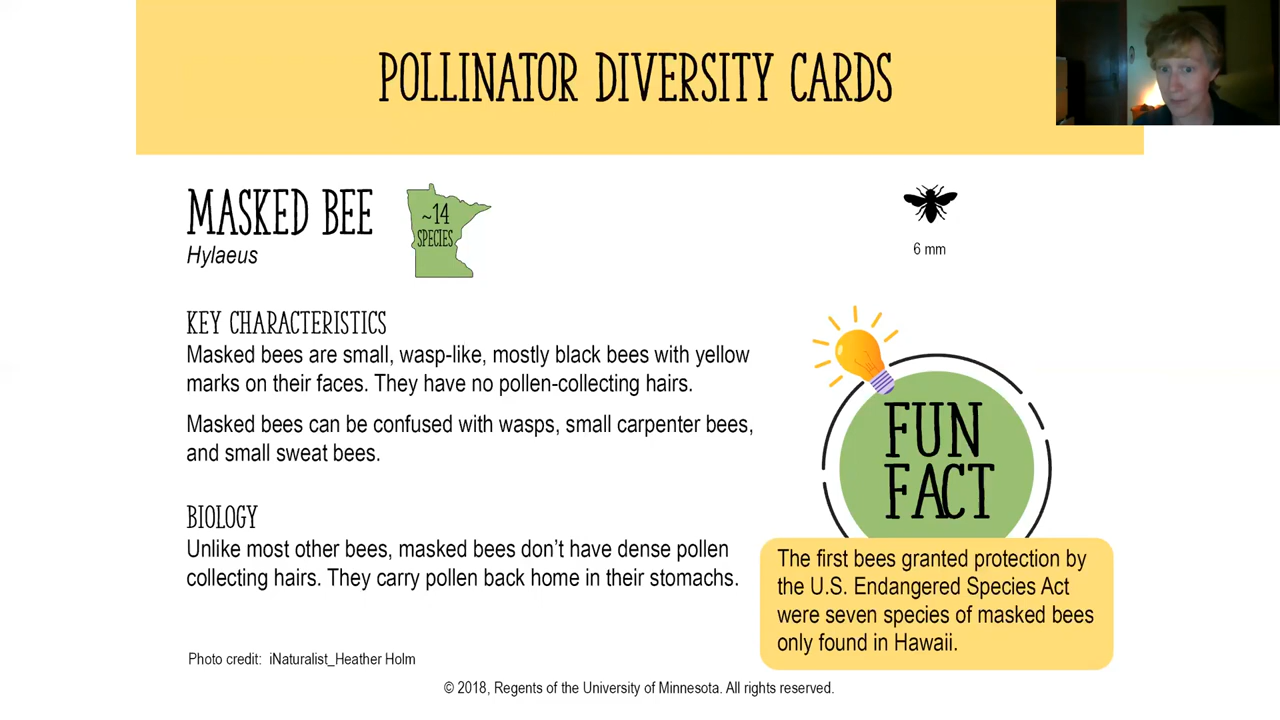 POLLINATOR DIVERSITY CARDS
MASKED BEE
Hylaeus
~14
SPECIES
6 mm
KEY CHARACTERISTICS
Masked bees are small, wasp-like, mostly black bees with yellow
marks on their faces. They have no pollen-collecting hairs.
Masked bees can be confused with wasps, small carpenter bees,
and small sweat bees.
BIOLOGY
Unlike most other bees, masked bees don’t have dense pollen
collecting hairs. They carry pollen back home in their stomachs.
FUN
FACT
The first bees granted protection by
the U.S. Endangered Species Act
were seven species of masked bees
only found in Hawaii.
Photo credit: iNaturalist_Heather Holm
© 2018, Regents of the University of Minnesota. All rights reserved.